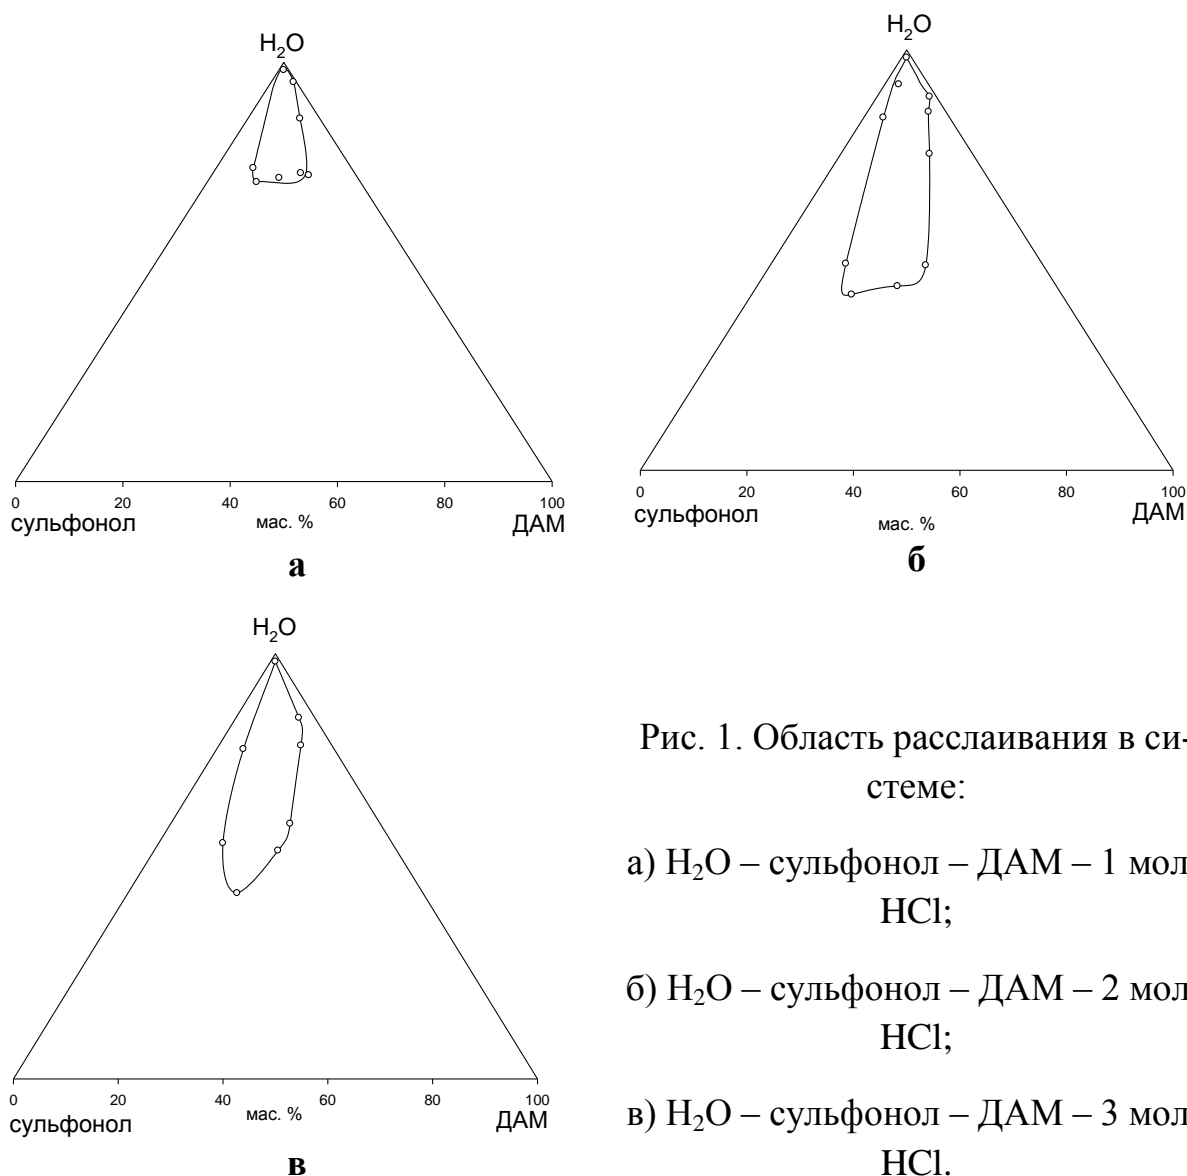 H₂O
0 20 40 60 80 100
сульфонол мас. % ДАМ
а
H₂O
0 20 40 60 80 100
сульфонол мас. % ДАМ
б
H₂O
0 20 40 60 80 100
сульфонол мас. % ДАМ
в
Рис. 1. Область расслаивания в си-
стеме:
а) H₂O – сульфонол – ДАМ – 1 мол
HCl;
б) H₂O – сульфонол – ДАМ – 2 мол
HCl;
в) H₂O – сульфонол – ДАМ – 3 мол
HCl.